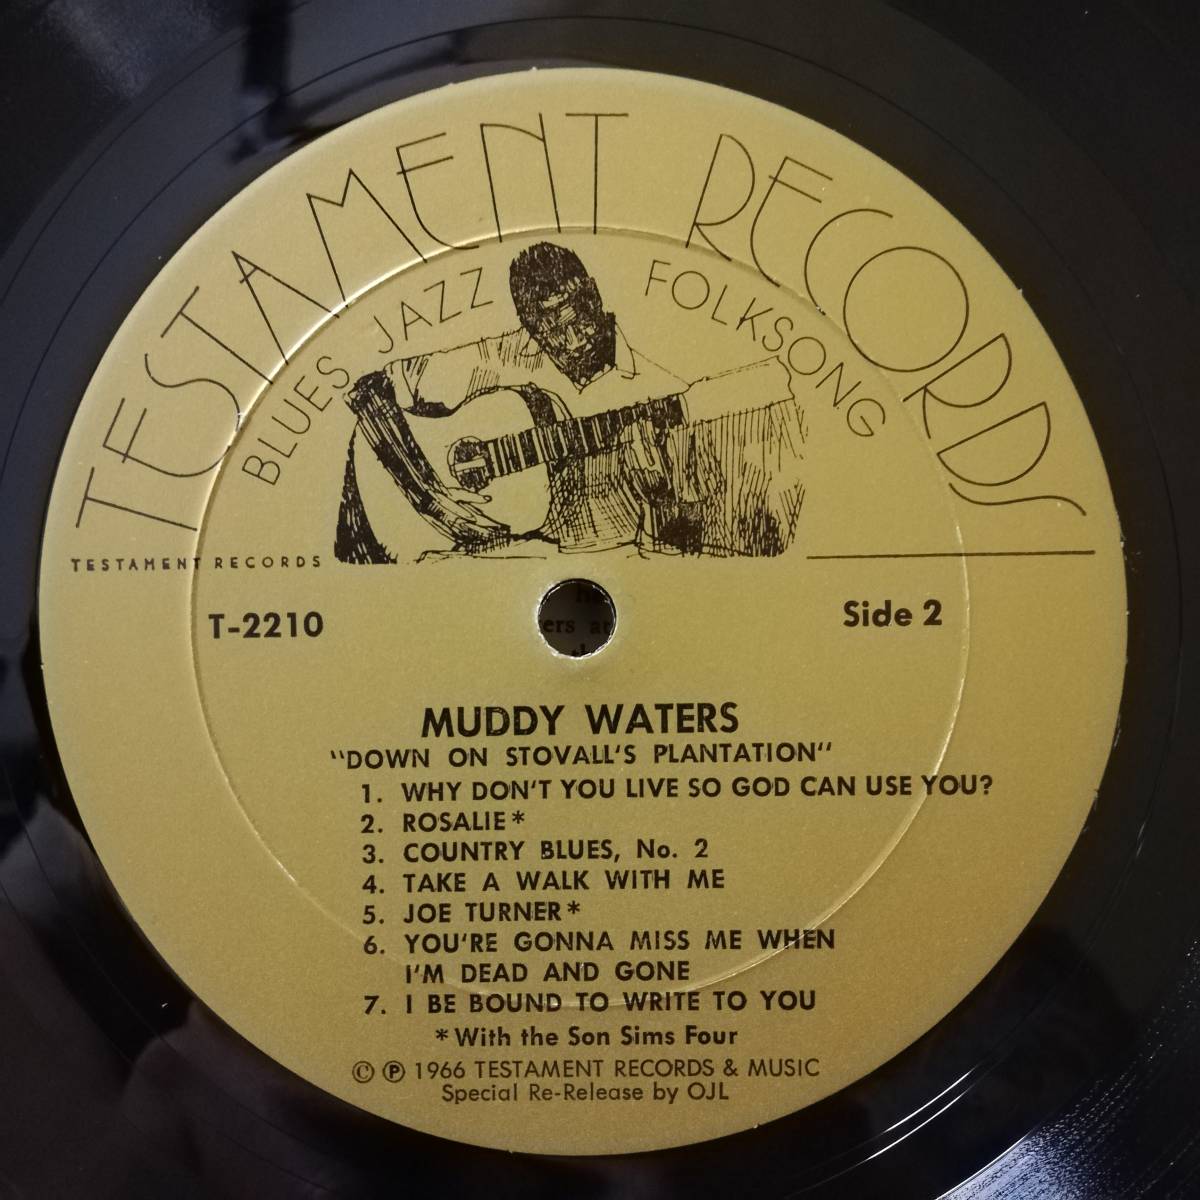 TESTAMENT RECORDS
BLUES JAZZ FOLKSONG
TESTAMENT RECORDS
T-2210
Side 2
ers
MUDDY WATERS
"DOWN ON STOVALL'S PLANTATION"
1. WHY DON'T YOU LIVE SO GOD CAN USE YOU?
2. ROSALIE*
3. COUNTRY BLUES, No. 2
4. TAKE A WALK WITH ME
5. JOE TURNER*
6. YOU'RE GONNA MISS ME WHEN
I'M DEAD AND GONE
7. I BE BOUND TO WRITE TO YOU
*With the Son Sims Four
© ℗ 1966 TESTAMENT RECORDS & MUSIC
Special Re-Release by OJL